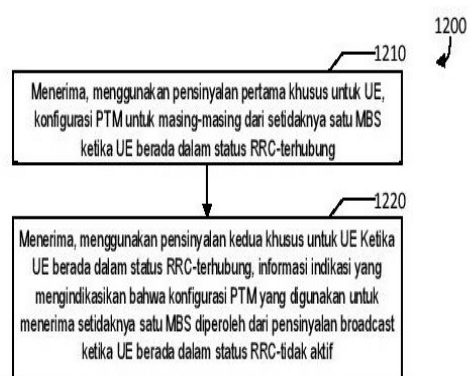 1200
1210
Menerima, menggunakan pensinyalan pertama khusus untuk UE,
konfigurasi PTM untuk masing-masing dari setidaknya satu MBS
ketika UE berada dalam status RRC-terhubung
1220
Menerima, menggunakan pensinyalan kedua khusus untuk UE Ketika
UE berada dalam status RRC-terhubung, informasi indikasi yang
mengindikasikan bahwa konfigurasi PTM yang digunakan untuk
menerima setidaknya satu MBS diperoleh dari pensinyalan broadcast
ketika UE berada dalam status RRC-tidak aktif